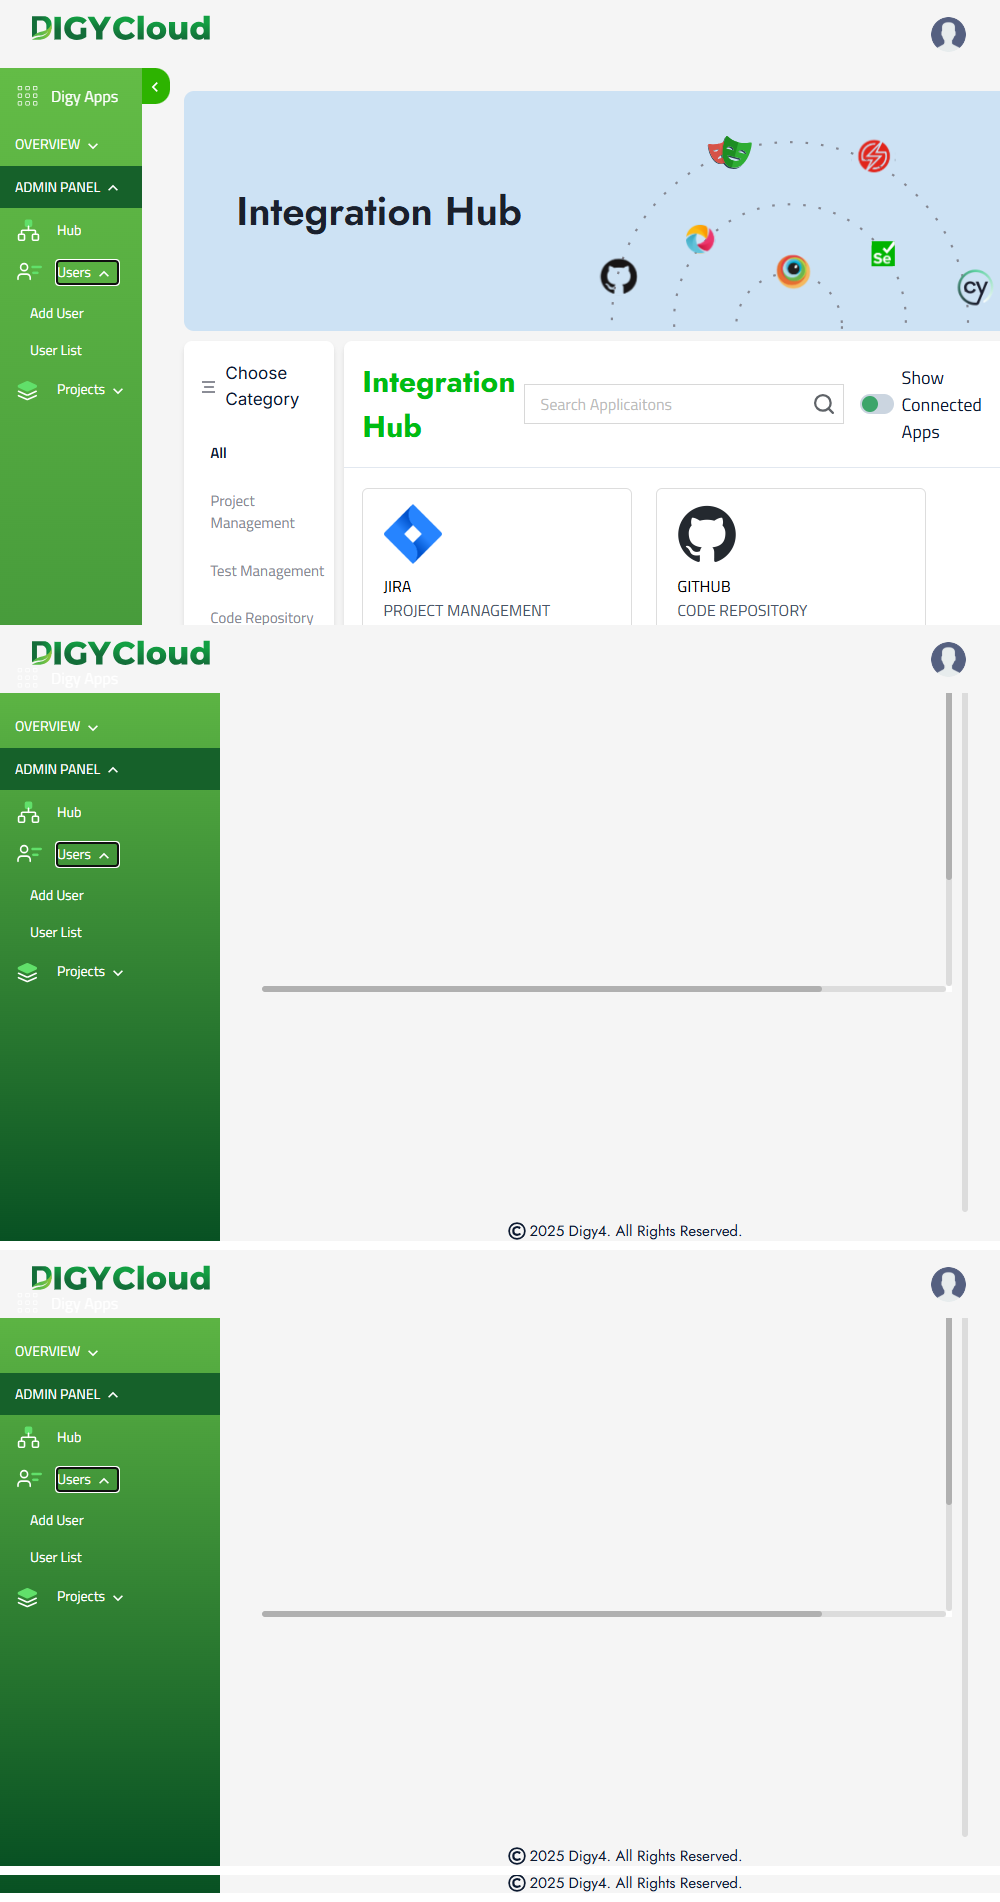 DIGYCloud
Digy Apps
OVERVIEW
ADMIN PANEL
Hub
Users
Add User
User List
Projects
Integration Hub
Choose
Category
All
Project
Management
Test Management
Code Repository
Integration
Hub
Search Applicaitons
Show
Connected
Apps
JIRA
PROJECT MANAGEMENT
GITHUB
CODE REPOSITORY
Se
cy
DIGYCloud
Digy Apps
OVERVIEW
ADMIN PANEL
Hub
Users
Add User
User List
Projects
© 2025 Digy4. All Rights Reserved.
DIGYCloud
Digy Apps
OVERVIEW
ADMIN PANEL
Hub
Users
Add User
User List
Projects
© 2025 Digy4. All Rights Reserved.
© 2025 Digy4. All Rights Reserved.